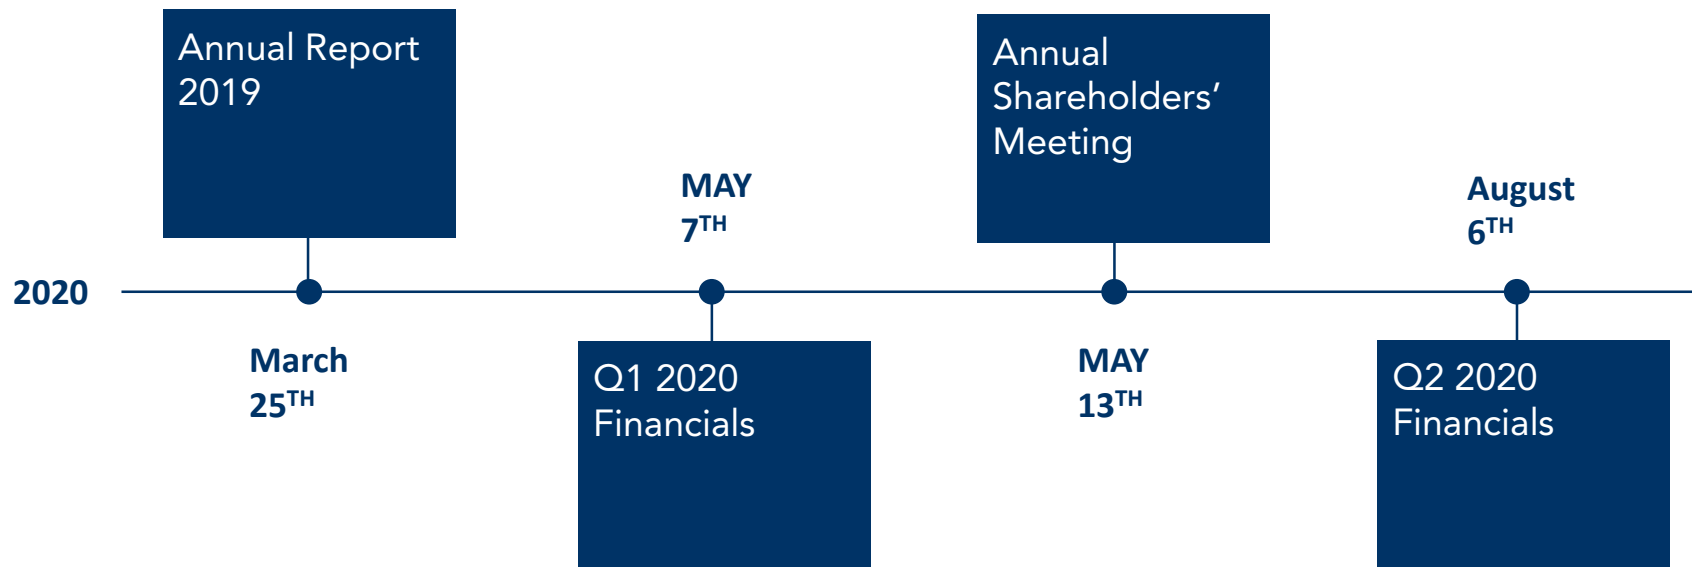 Annual Report
2019
Annual
Shareholders’
Meeting
MAY
7TH
August
6TH
2020
March
25TH
Q1 2020
Financials
MAY
13TH
Q2 2020
Financials